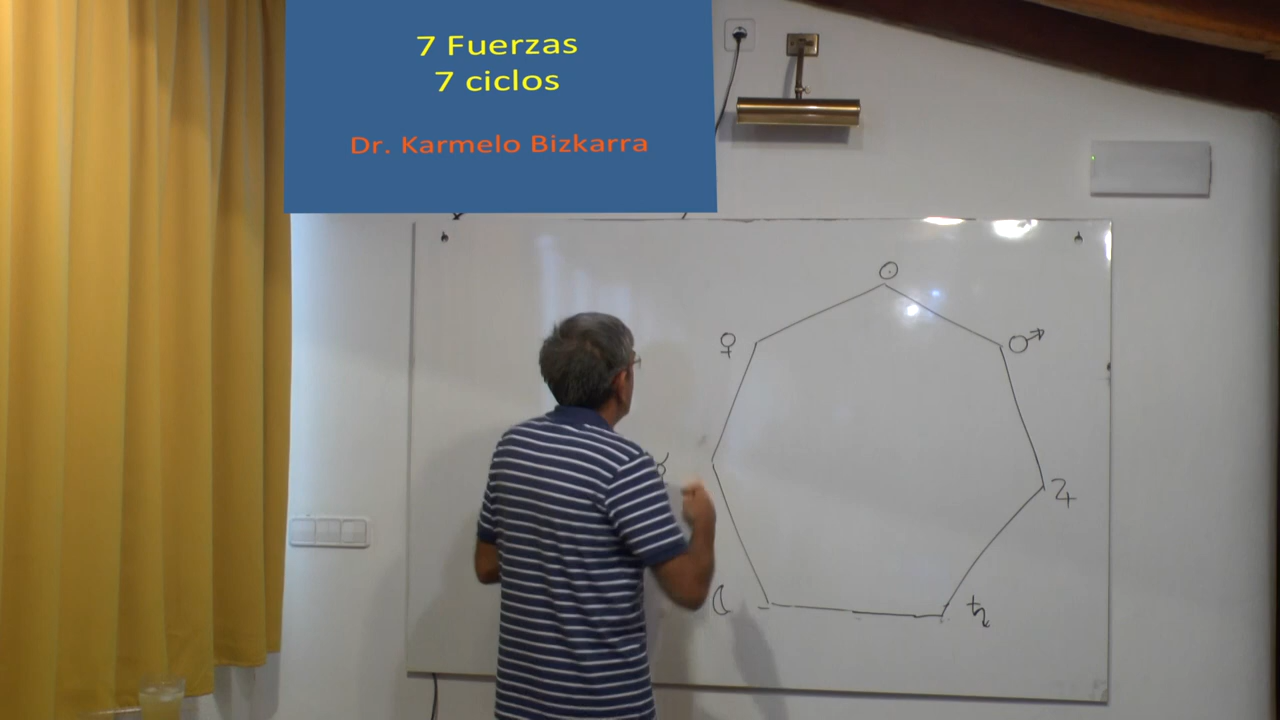 7 Fuerzas
7 ciclos
Dr. Karmelo Bizkarra
☉
♀
♂
☿
♃
☾
♄